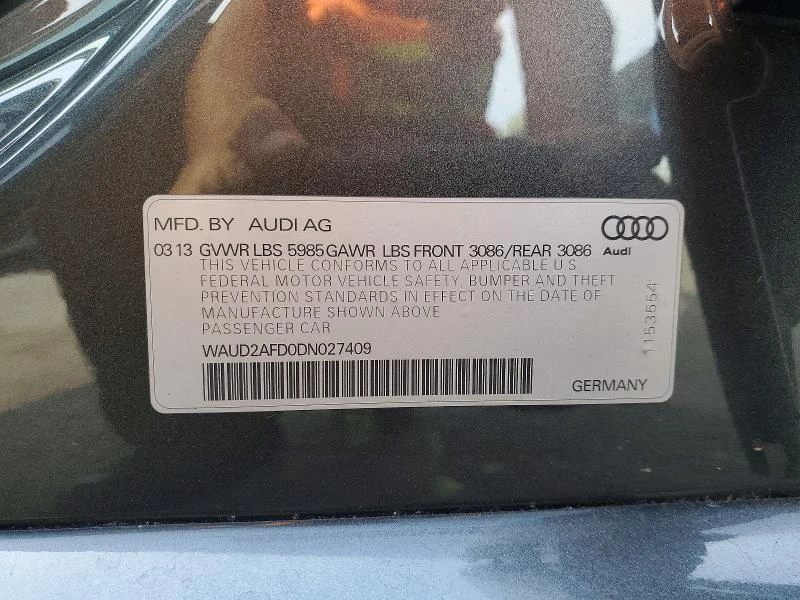 MFD. BY AUDI AG
03 13 GVWR LBS 5985 GAWR LBS FRONT 3086/REAR 3086
Audi
THIS VEHICLE CONFORMS TO ALL APPLICABLE U.S
FEDERAL MOTOR VEHICLE SAFETY, BUMPER AND THEFT
PREVENTION STANDARDS IN EFFECT ON THE DATE OF
MANUFACTURE SHOWN ABOVE
PASSENGER CAR
WAUD2AFD0DN027409
GERMANY
1153554